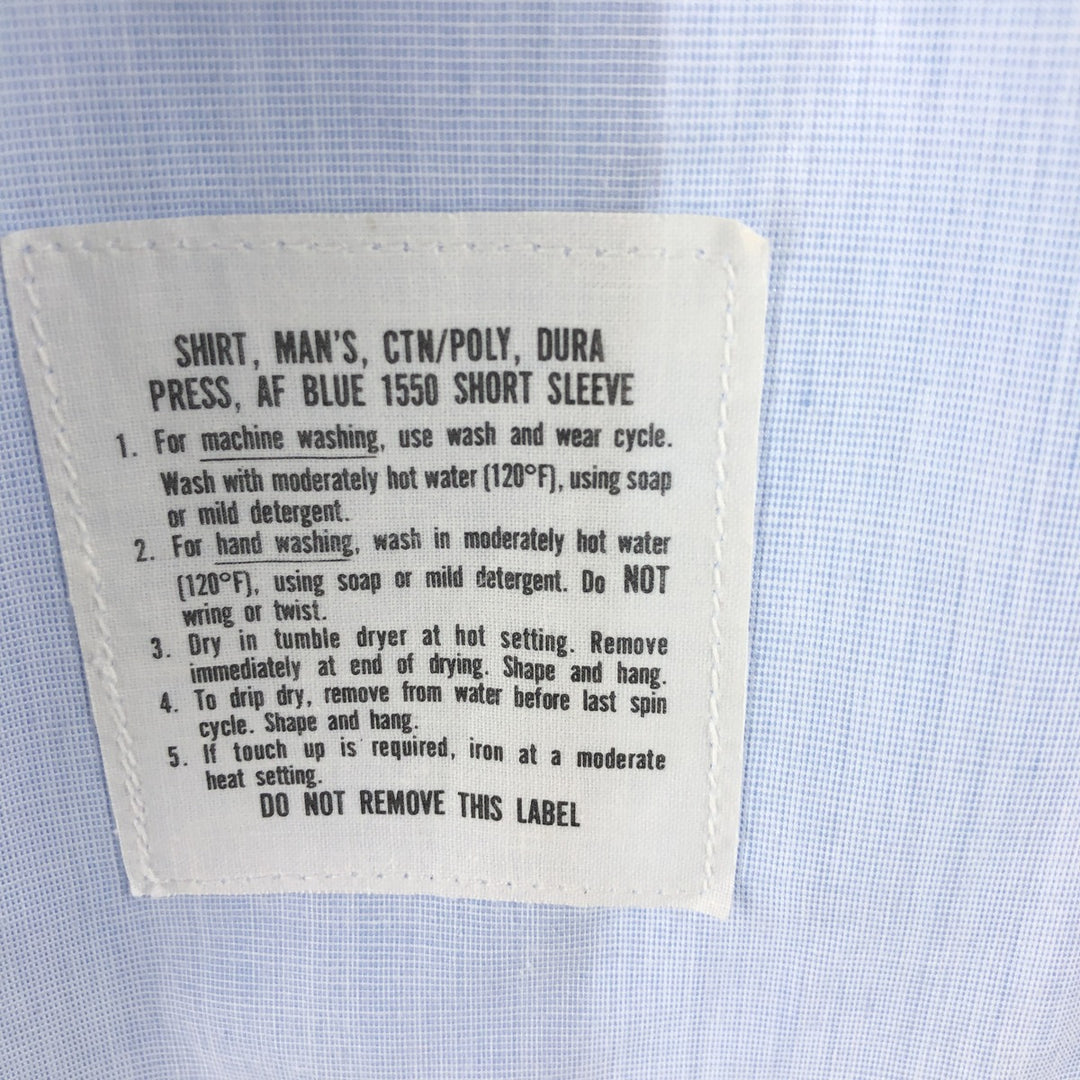 SHIRT, MAN'S, CTN/POLY, DURA
PRESS, AF BLUE 1550 SHORT SLEEVE
1. For machine washing, use wash and wear cycle.
Wash with moderately hot water (120°F), using soap
or mild detergent.
2. For hand washing, wash in moderately hot water
(120°F), using soap or mild detergent. Do NOT
wring or twist.
3. Dry in tumble dryer at hot setting. Remove
immediately at end of drying. Shape and hang.
4. To drip dry, remove from water before last spin
cycle. Shape and hang.
5. If touch up is required, iron at a moderate
heat setting.
DO NOT REMOVE THIS LABEL